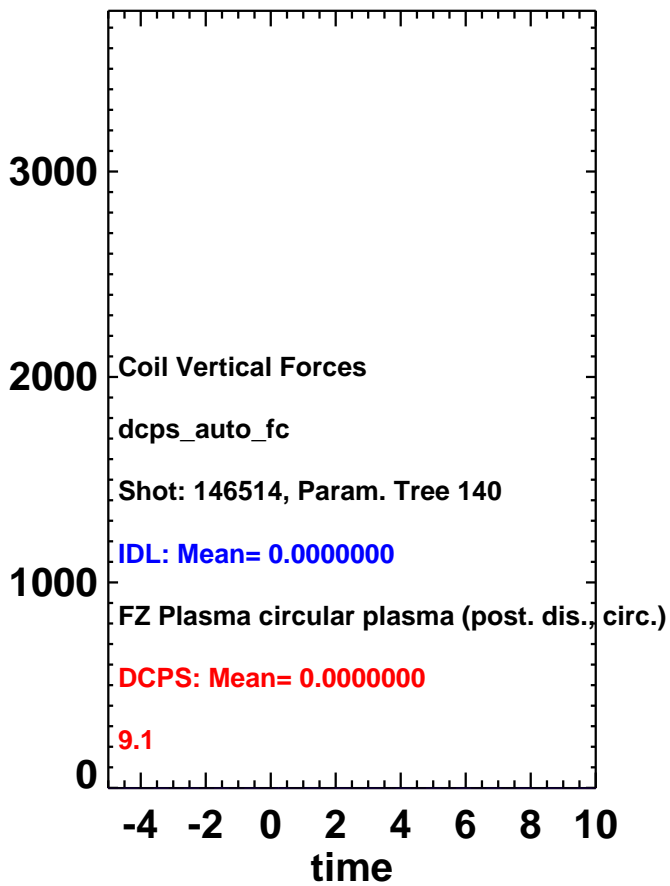 3000
2000
Coil Vertical Forces
dcps_auto_fc
Shot: 146514, Param. Tree 140
IDL: Mean= 0.0000000
1000
FZ Plasma circular plasma (post. dis., circ.)
DCPS: Mean= 0.0000000
9.1
0
-4 -2 0 2 4 6 8 10
time